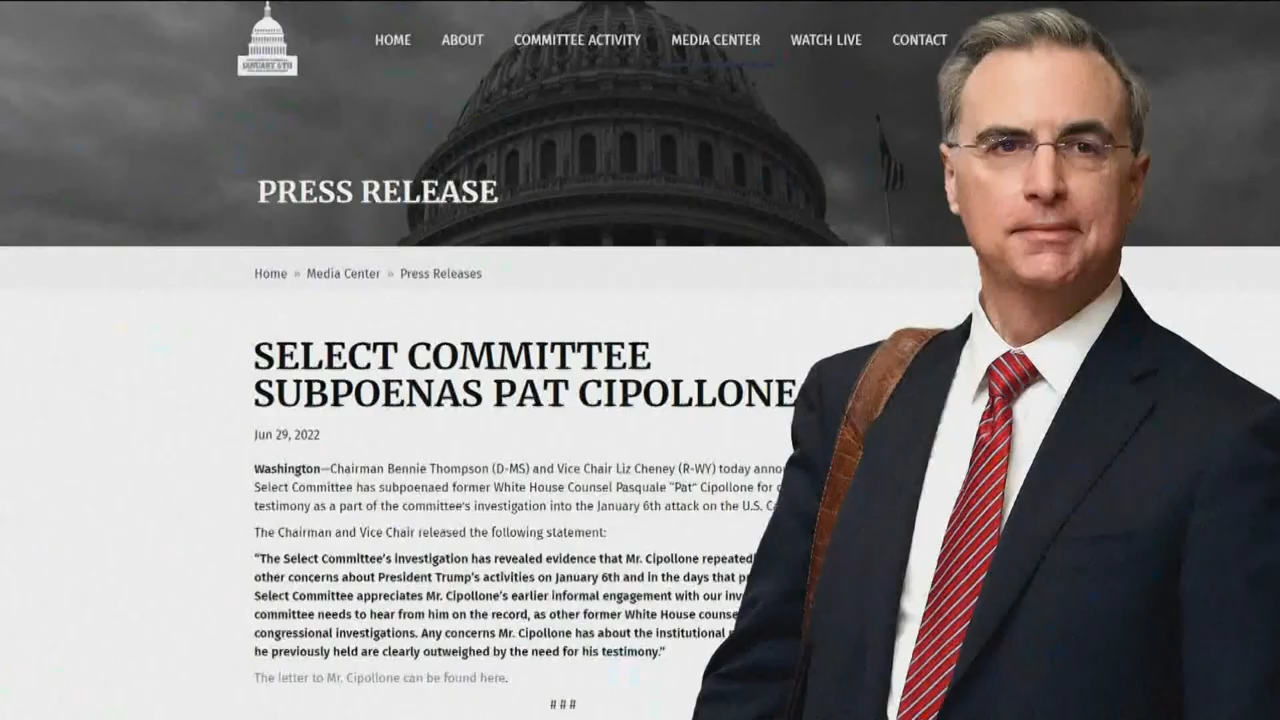 JANUARY 6TH
HOME ABOUT COMMITTEE ACTIVITY MEDIA CENTER WATCH LIVE CONTACT
PRESS RELEASE
Home » Media Center » Press Releases
SELECT COMMITTEE
SUBPOENAS PAT CIPOLLONE
Jun 29, 2022
Washington—Chairman Bennie Thompson (D-MS) and Vice Chair Liz Cheney (R-WY) today
Select Committee has subpoenaed former White House Counsel Pasquale "Pat" Cipollone for
testimony as a part of the committee's investigation into the January 6th attack on the U.S.
The Chairman and Vice Chair released the following statement:
"The Select Committee's investigation has revealed evidence that Mr. Cipollone
other concerns about President Trump's activities on January 6th and in the days that
Select Committee appreciates Mr. Cipollone's earlier informal engagement with our
committee needs to hear from him on the record, as other former White House
congressional investigations. Any concerns Mr. Cipollone has about the institutional
he previously held are clearly outweighed by the need for his testimony."
The letter to Mr. Cipollone can be found here.
# # #